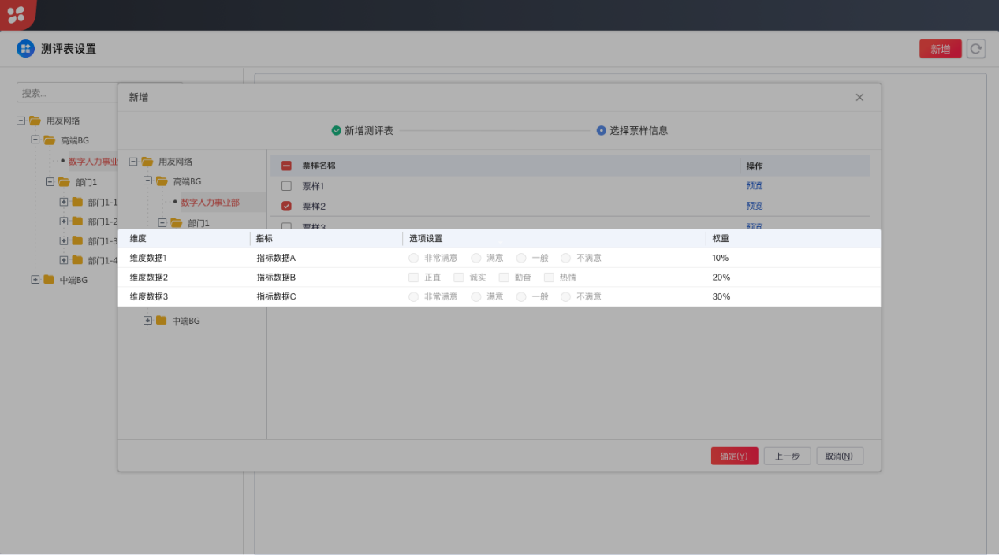 测评表设置
新增
搜索...
用友网络
高端BG
数字人力事业
部门1
部门1-1
部门1-2
部门1-3
部门1-4
中端BG
新增
新增测评表
选择票样信息
用友网络
高端BG
数字人力事业部
部门1
中端BG
票样名称 操作
票样1 预览
票样2 预览
票样3 预览
维度 指标 选项设置 权重
维度数据1 指标数据A 非常满意 满意 一般 不满意 10%
维度数据2 指标数据B 正直 诚实 勤奋 热情 20%
维度数据3 指标数据C 非常满意 满意 一般 不满意 30%
确定(Y) 上一步 取消(N)